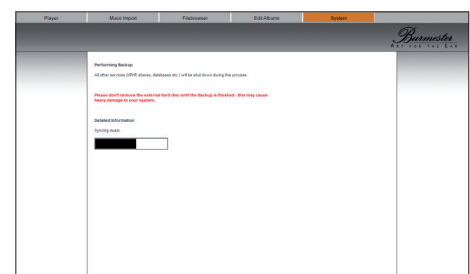 Player
Music Import
Filebrowser
Edit Albums
System
Burmester
ART FOR THE EAR
Performing Backup
All other services (UPnP, shares, databases etc.) will be shut down during this process.
Please don't remove the external hard disc until the Backup is finished - this may cause
heavy damage to your system.
Detailed Information
Syncing music